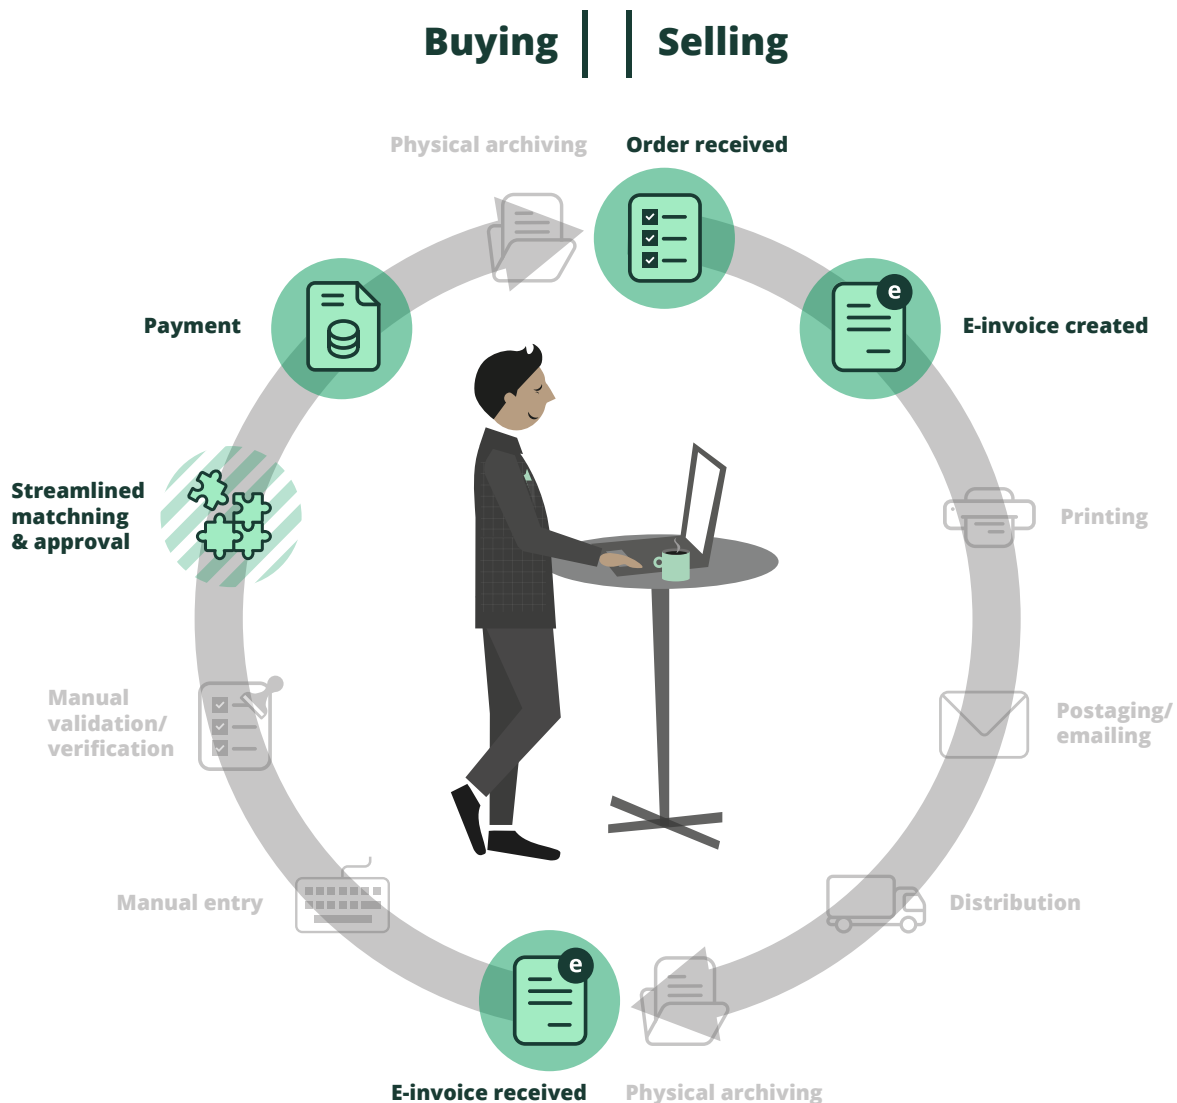 Buying
Selling
Physical archiving
Order received
Payment
e
E-invoice created
Streamlined
matchning
& approval
Printing
Manual
validation/
verification
Postaging/
emailing
Manual entry
Distribution
e
E-invoice received
Physical archiving